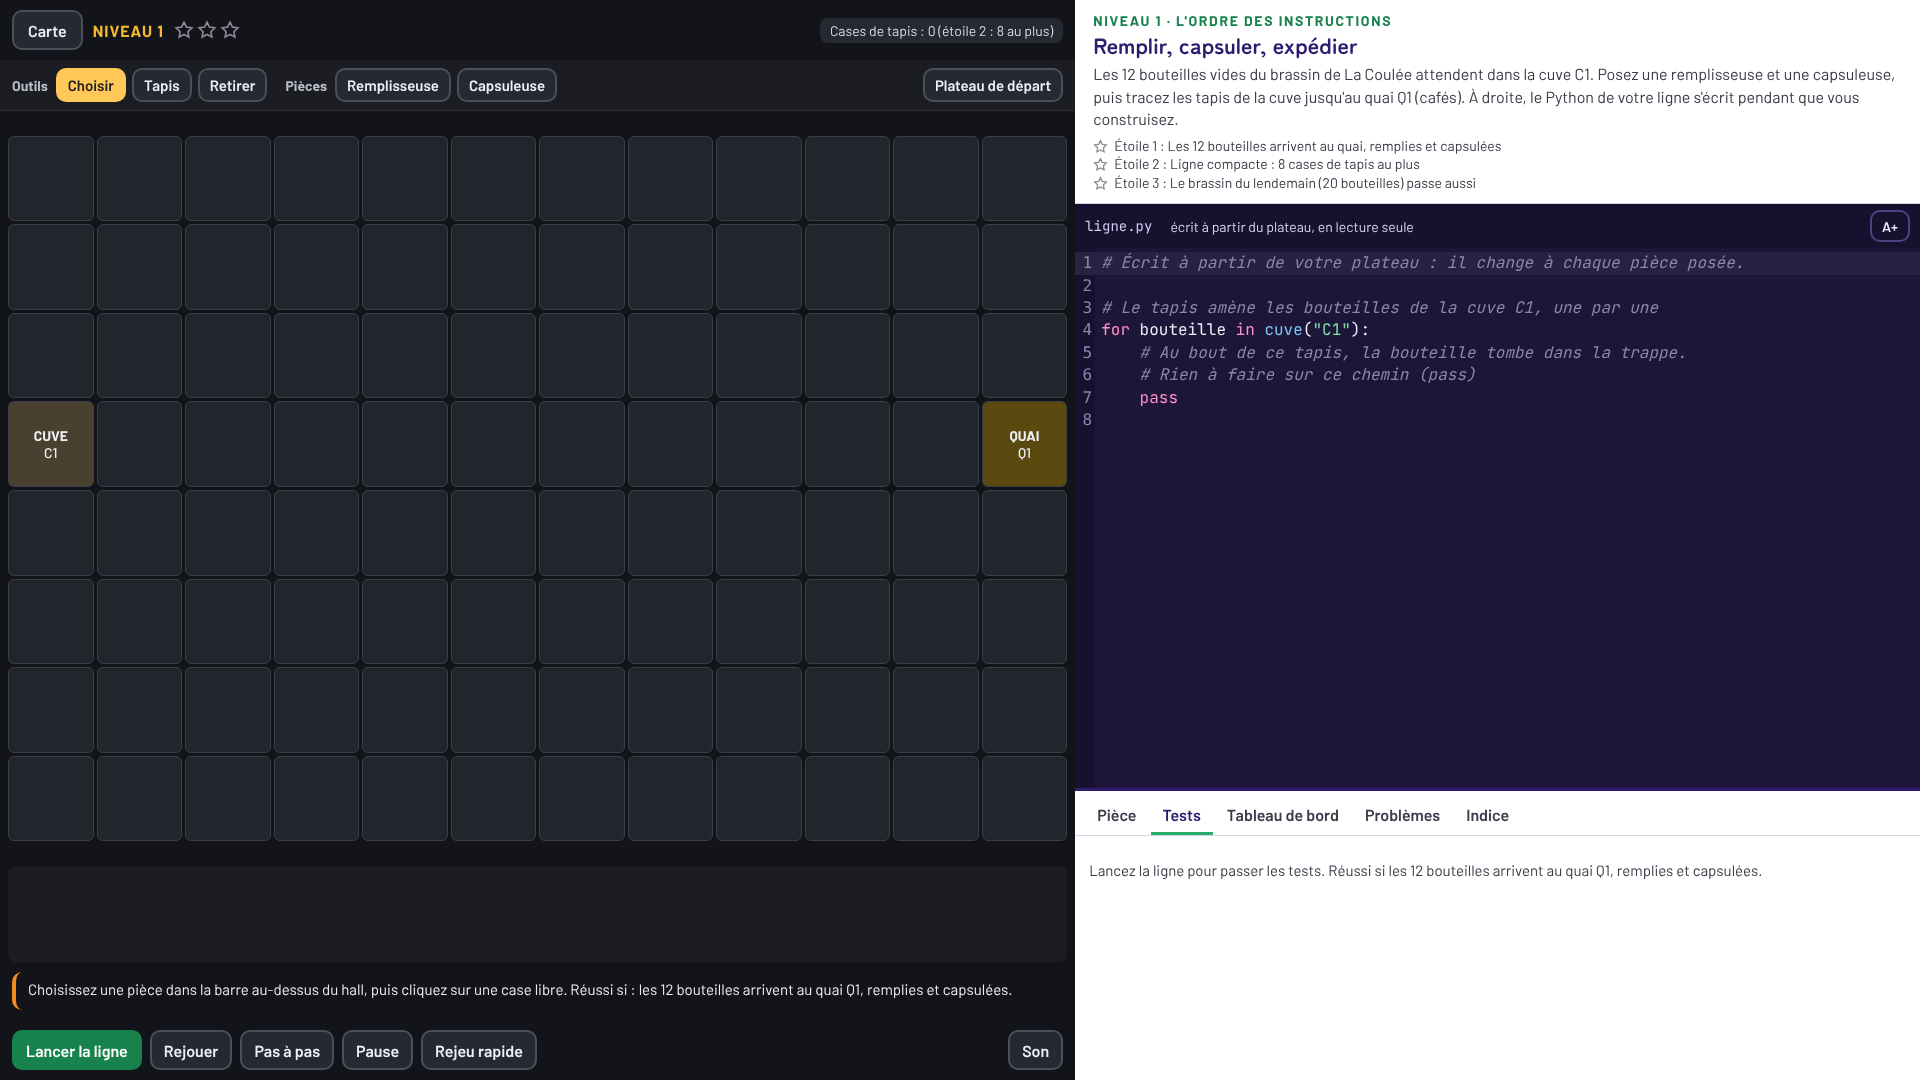 Carte
NIVEAU 1
Cases de tapis : 0 (étoile 2 : 8 au plus)
Outils
Choisir
Tapis
Retirer
Pièces
Remplisseuse
Capsuleuse
Plateau de départ
CUVE
C1
QUAI
Q1
Choisissez une pièce dans la barre au-dessus du hall, puis cliquez sur une case libre. Réussi si : les 12 bouteilles arrivent au quai Q1, remplies et capsulées.
Lancer la ligne
Rejouer
Pas à pas
Pause
Rejeu rapide
Son
NIVEAU 1 · L'ORDRE DES INSTRUCTIONS
Remplir, capsuler, expédier
Les 12 bouteilles vides du brassin de La Coulée attendent dans la cuve C1. Posez une remplisseuse et une capsuleuse,
puis tracez les tapis de la cuve jusqu'au quai Q1 (cafés). À droite, le Python de votre ligne s'écrit pendant que vous
construisez.
Étoile 1 : Les 12 bouteilles arrivent au quai, remplies et capsulées
Étoile 2 : Ligne compacte : 8 cases de tapis au plus
Étoile 3 : Le brassin du lendemain (20 bouteilles) passe aussi
ligne.py écrit à partir du plateau, en lecture seule
A+
1 # Écrit à partir de votre plateau : il change à chaque pièce posée.
2
3 # Le tapis amène les bouteilles de la cuve C1, une par une
4 for bouteille in cuve("C1"):
5     # Au bout de ce tapis, la bouteille tombe dans la trappe.
6     # Rien à faire sur ce chemin (pass)
7     pass
8
Pièce
Tests
Tableau de bord
Problèmes
Indice
Lancez la ligne pour passer les tests. Réussi si les 12 bouteilles arrivent au quai Q1, remplies et capsulées.